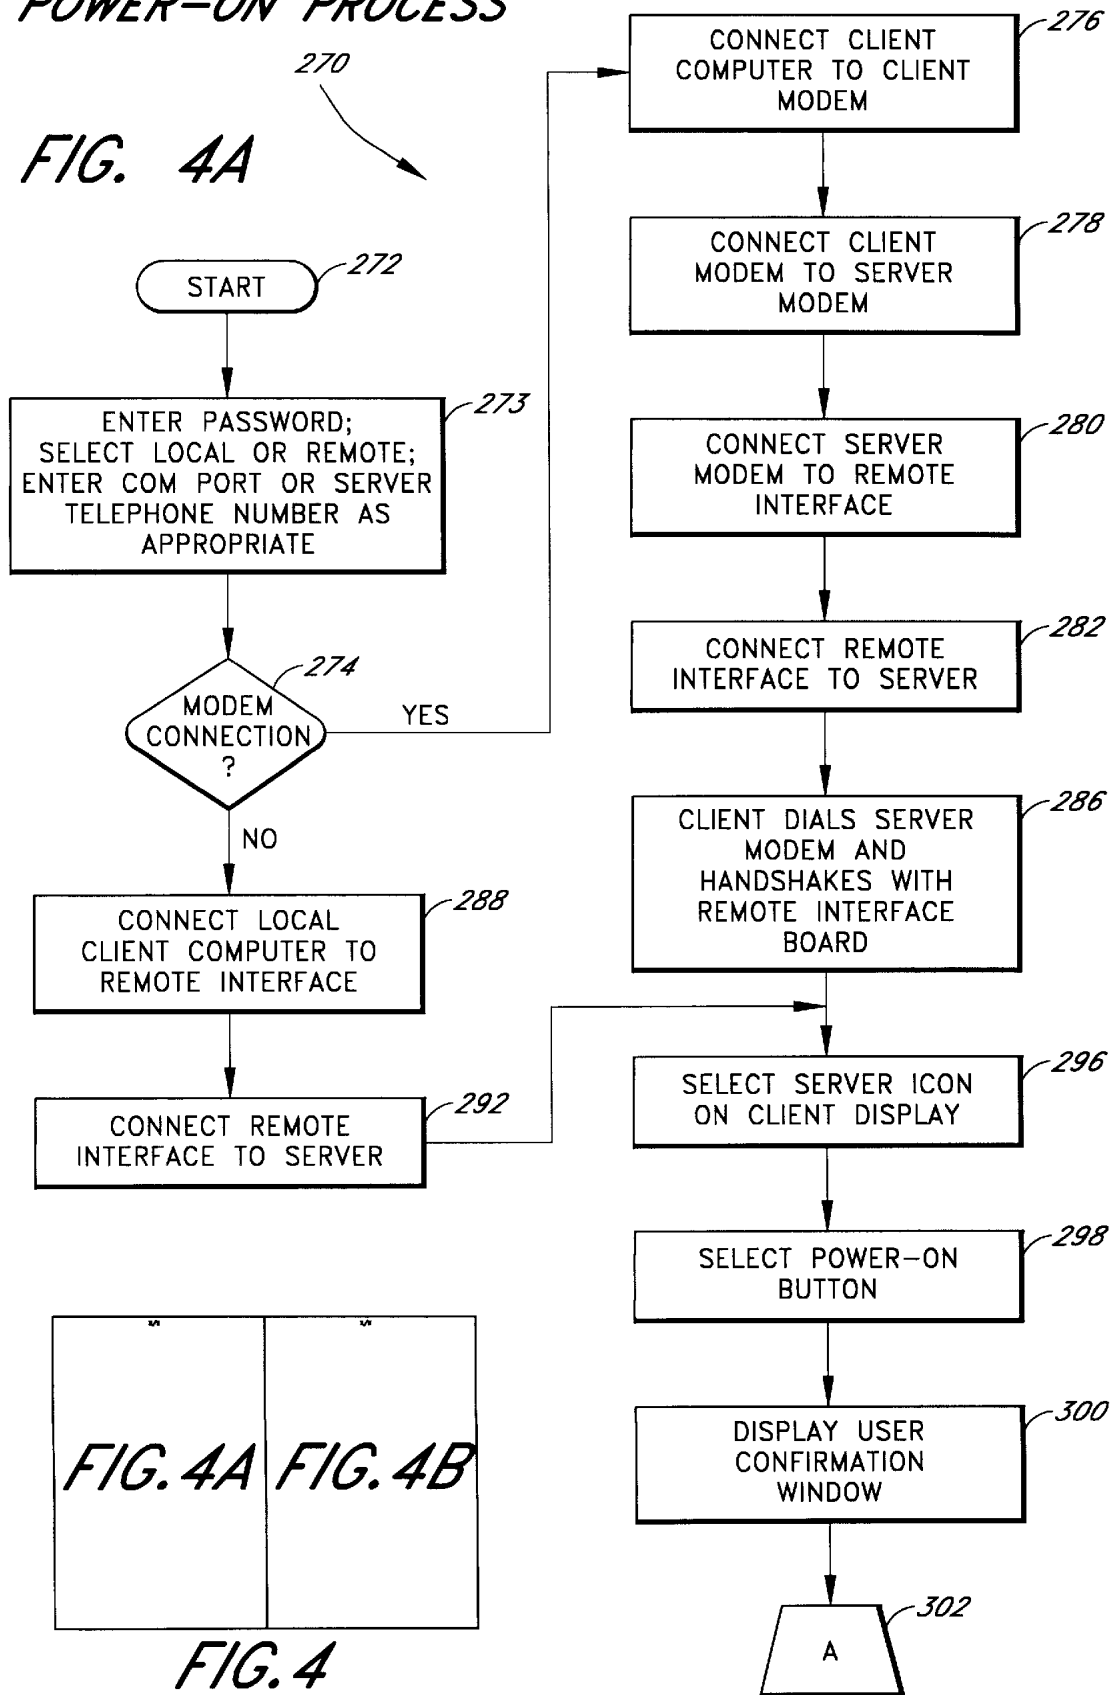 POWER-ON PROCESS
270
FIG. 4A
START
272
ENTER PASSWORD;
SELECT LOCAL OR REMOTE;
ENTER COM PORT OR SERVER
TELEPHONE NUMBER AS
APPROPRIATE
273
MODEM
CONNECTION
?
274
YES
NO
CONNECT LOCAL
CLIENT COMPUTER TO
REMOTE INTERFACE
288
CONNECT REMOTE
INTERFACE TO SERVER
292
CONNECT CLIENT
COMPUTER TO CLIENT
MODEM
276
CONNECT CLIENT
MODEM TO SERVER
MODEM
278
CONNECT SERVER
MODEM TO REMOTE
INTERFACE
280
CONNECT REMOTE
INTERFACE TO SERVER
282
CLIENT DIALS SERVER
MODEM AND
HANDSHAKES WITH
REMOTE INTERFACE
BOARD
286
SELECT SERVER ICON
ON CLIENT DISPLAY
296
SELECT POWER-ON
BUTTON
298
DISPLAY USER
CONFIRMATION
WINDOW
300
A
302
FIG. 4A
FIG. 4B
FIG. 4